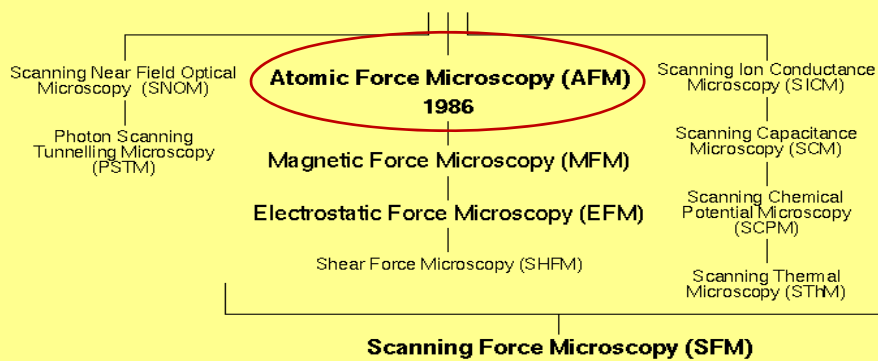 Scanning Near Field Optical
Microscopy (SNOM)
Photon Scanning
Tunnelling Microscopy
(PSTM)
Atomic Force Microscopy (AFM)
1986
Magnetic Force Microscopy (MFM)
Electrostatic Force Microscopy (EFM)
Shear Force Microscopy (SHFM)
Scanning Ion Conductance
Microscopy (SICM)
Scanning Capacitance
Microscopy (SCM)
Scanning Chemical
Potential Microscopy
(SCPM)
Scanning Thermal
Microscopy (SThM)
Scanning Force Microscopy (SFM)